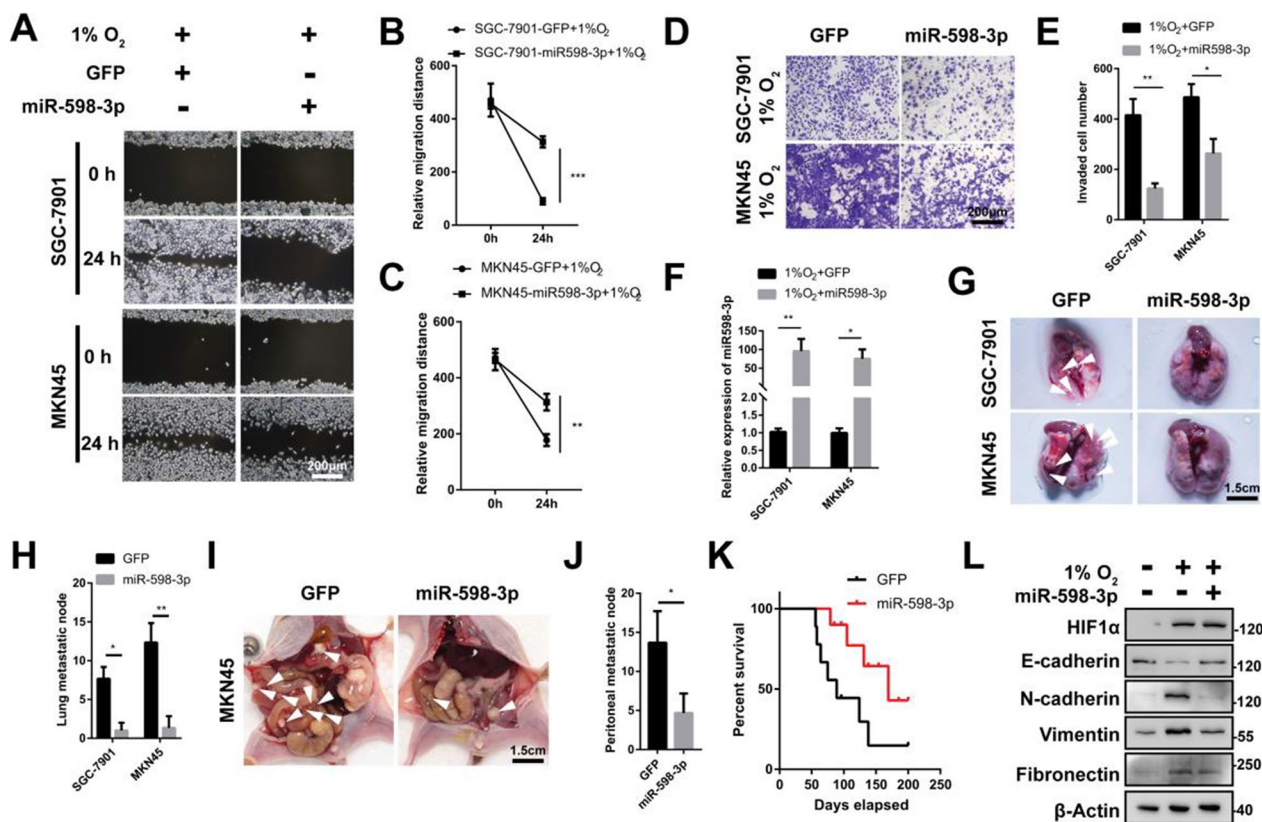 A
1% O2 + +
GFP + -
miR-598-3p - +
SGC-7901
0 h
24 h
MKN45
0 h
24 h
200μm
B
SGC-7901-GFP+1%O2
SGC-7901-miR598-3p+1%O2
Relative migration distance
600
400
200
0
0h 24h
***
C
MKN45-GFP+1%O2
MKN45-miR598-3p+1%O2
Relative migration distance
600
400
200
0
0h 24h
**
D
GFP miR-598-3p
SGC-7901
1% O2
MKN45
1% O2
200μm
E
1%O2+GFP
1%O2+miR598-3p
Invaded cell number
600
400
200
0
** *
SGC-7901 MKN45
F
1%O2+GFP
1%O2+miR598-3p
Relative expression of miR598-3p
150
100
50
2.0
1.5
1.0
0.5
0.0
** *
SGC-7901 MKN45
G
GFP miR-598-3p
SGC-7901
MKN45
1.5cm
H
GFP
miR-598-3p
Lung metastatic node
20
15
10
5
0
* **
SGC-7901 MKN45
I
GFP miR-598-3p
MKN45
1.5cm
J
Peritoneal metastatic node
20
15
10
5
0
*
GFP miR-598-3p
K
GFP
miR-598-3p
Percent survival
100
50
0
0 50 100 150 200 250
Days elapsed
L
1% O2 - + +
miR-598-3p - - +
HIF1α -120
E-cadherin -120
N-cadherin -120
Vimentin -55
Fibronectin 250-
β-Actin -40